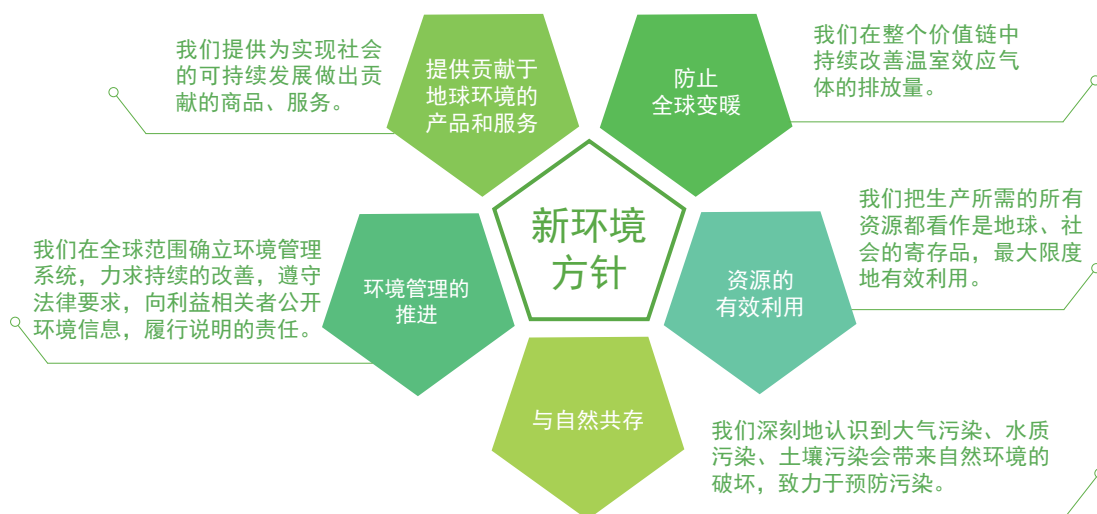 我们提供为实现社会
的可持续发展做出贡
献的商品、服务。
提供贡献于
地球环境的
产品和服务
防止
全球变暖
我们在整个价值链中
持续改善温室效应气
体的排放量。
新环境
方针
我们在全球范围确立环境管理
系统，力求持续的改善，遵守
法律要求，向利益相关者公开
环境信息，履行说明的责任。
环境管理的
推进
资源的
有效利用
我们把生产所需的所有
资源都看作是地球、社
会的寄存品，最大限度
地有效利用。
与自然共存
我们深刻地认识到大气污染、水质
污染、土壤污染会带来自然环境的
破坏，致力于预防污染。